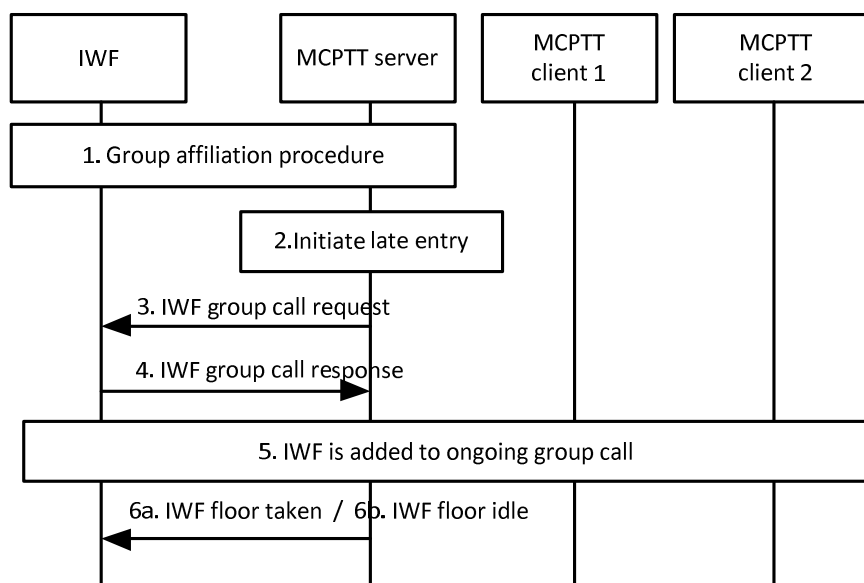 IWF
MCPTT server
MCPTT
client 1
MCPTT
client 2
1. Group affiliation procedure
2.Initiate late entry
3. IWF group call request
4. IWF group call response
5. IWF is added to ongoing group call
6a. IWF floor taken / 6b. IWF floor idle